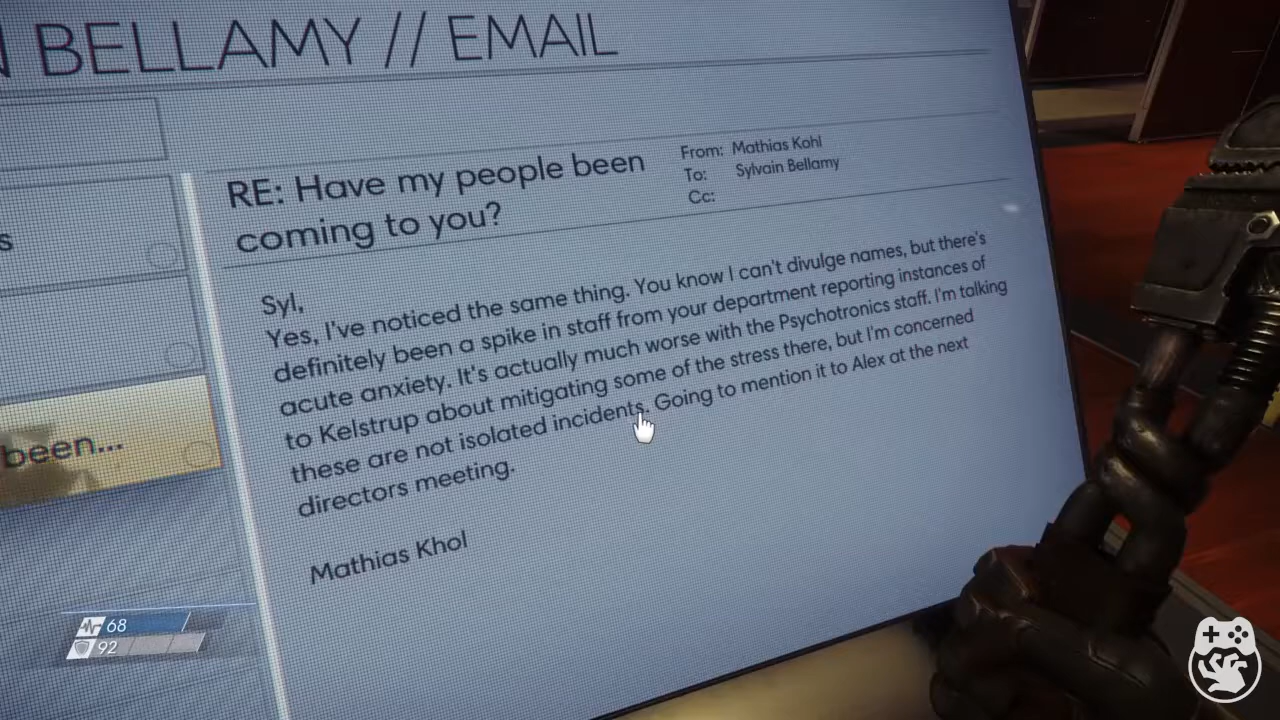 BELLAMY // EMAIL
RE: Have my people been
coming to you?
From: Mathias Kohl
To: Sylvain Bellamy
Cc:
s
been...
Syl,
Yes, I've noticed the same thing. You know I can't divulge names, but there's
definitely been a spike in staff from your department reporting instances of
acute anxiety. It's actually much worse with the Psychotronics staff. I'm talking
to Kelstrup about mitigating some of the stress there, but I'm concerned
these are not isolated incidents. Going to mention it to Alex at the next
directors meeting.
Mathias Khol
68
92